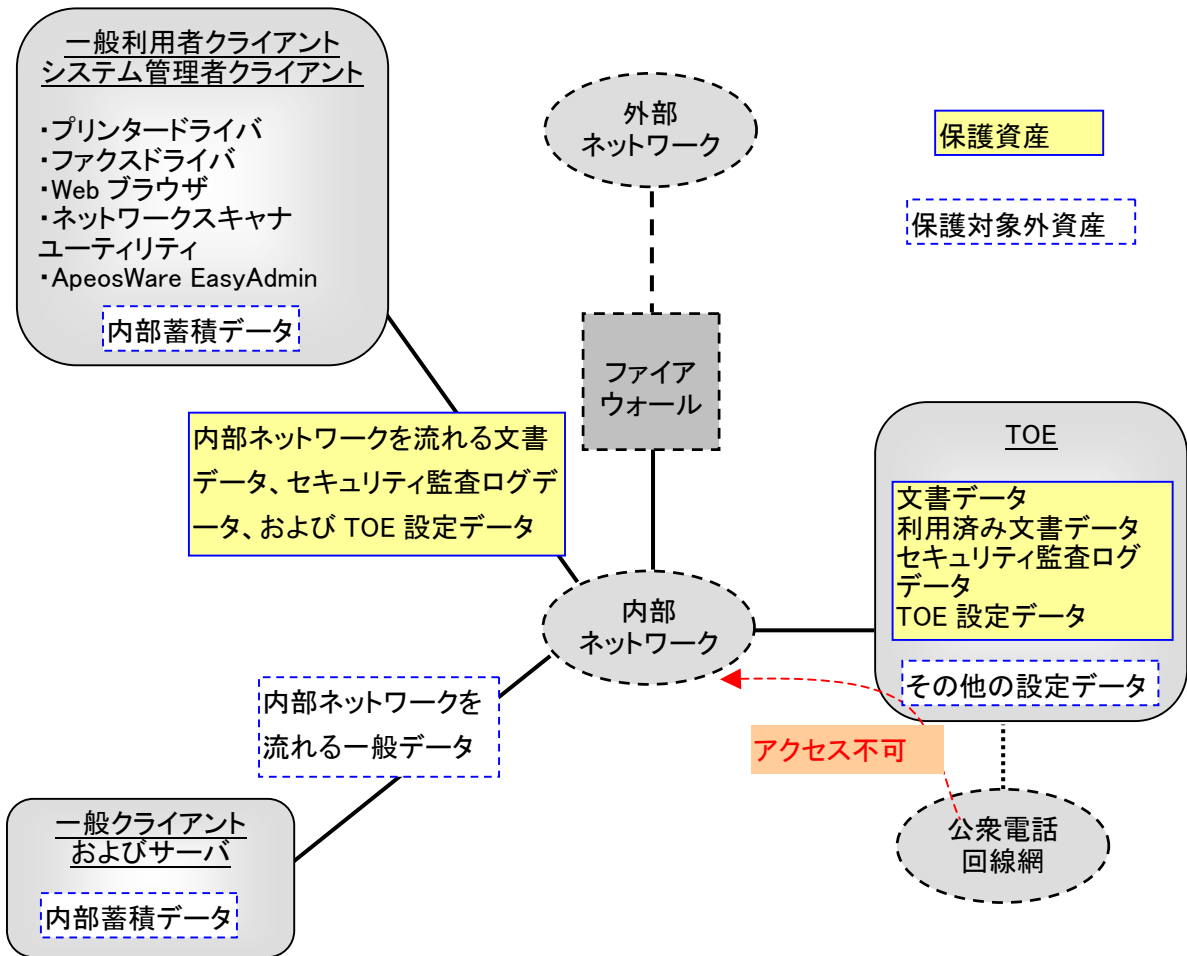 一般利用者クライアント
システム管理者クライアント
・プリンタードライバ
・ファクスドライバ
・Web ブラウザ
・ネットワークスキャナ
ユーティリティ
・ApeosWare EasyAdmin
内部蓄積データ
外部
ネットワーク
保護資産
保護対象外資産
ファイア
ウォール
内部ネットワークを流れる文書
データ、セキュリティ監査ログデ
ータ、および TOE 設定データ
TOE
文書データ
利用済み文書データ
セキュリティ監査ログ
データ
TOE 設定データ
その他の設定データ
内部
ネットワーク
内部ネットワークを
流れる一般データ
アクセス不可
公衆電話
回線網
一般クライアント
およびサーバ
内部蓄積データ